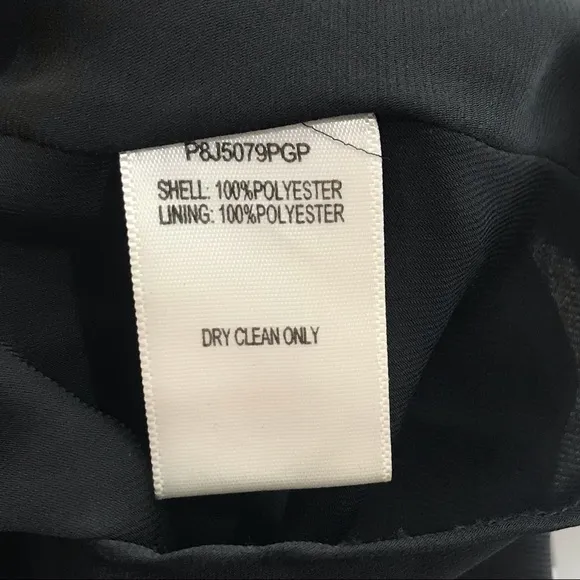 P8J5079PGP
SHELL: 100%POLYESTER
LINING: 100%POLYESTER
DRY CLEAN ONLY